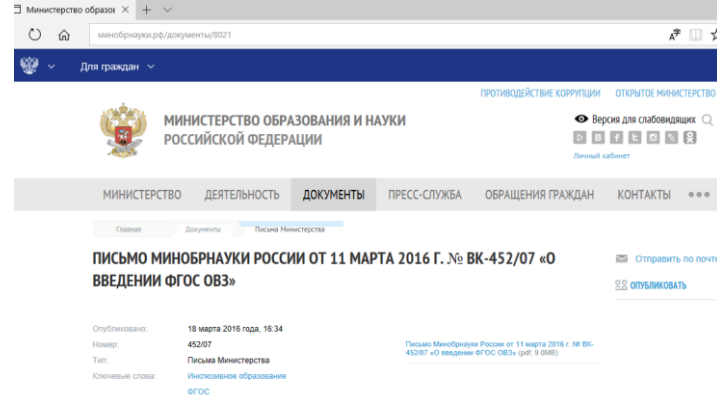 Министерство образов
минобрнауки.рф/документы/8021
Для граждан
ПРОТИВОДЕЙСТВИЕ КОРРУПЦИИ ОТКРЫТОЕ МИНИСТЕРСТВО
МИНИСТЕРСТВО ОБРАЗОВАНИЯ И НАУКИ
РОССИЙСКОЙ ФЕДЕРАЦИИ
Версия для слабовидящих
Личный кабинет
МИНИСТЕРСТВО ДЕЯТЕЛЬНОСТЬ ДОКУМЕНТЫ ПРЕСС-СЛУЖБА ОБРАЩЕНИЯ ГРАЖДАН КОНТАКТЫ
Главная Документы Письма Министерства
ПИСЬМО МИНОБРНАУКИ РОССИИ ОТ 11 МАРТА 2016 Г. № ВК-452/07 «О
ВВЕДЕНИИ ФГОС ОВЗ»
Отправить по почте
ОПУБЛИКОВАТЬ
Опубликовано: 18 марта 2016 года, 16:34
Номер: 452/07
Тип: Письма Министерства
Ключевые слова: Инклюзивное образование
ФГОС
Письмо Минобрнауки России от 11 марта 2016 г. № ВК-
452/07 «О введении ФГОС ОВЗ» (pdf, 9.0MB)